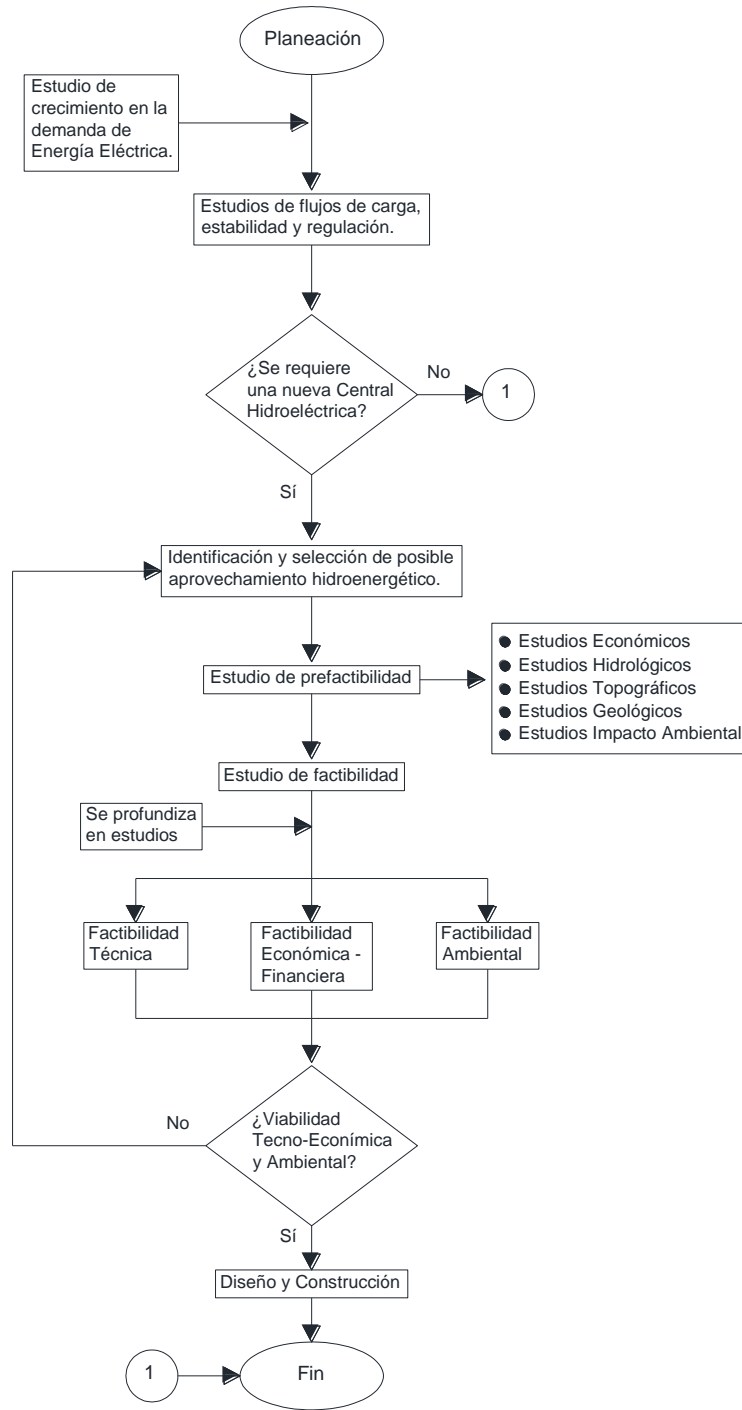 Planeación
Estudio de
crecimiento en la
demanda de
Energía Eléctrica.
Estudios de flujos de carga,
estabilidad y regulación.
¿Se requiere
una nueva Central
Hidroeléctrica?
No
1
Sí
Identificación y selección de posible
aprovechamiento hidroenergético.
Estudio de prefactibilidad
Estudios Económicos
Estudios Hidrológicos
Estudios Topográficos
Estudios Geológicos
Estudios Impacto Ambiental
Estudio de factibilidad
Se profundiza
en estudios
Factibilidad
Técnica
Factibilidad
Económica -
Financiera
Factibilidad
Ambiental
No
¿Viabilidad
Tecno-Econímica
y Ambiental?
Sí
Diseño y Construcción
1
Fin